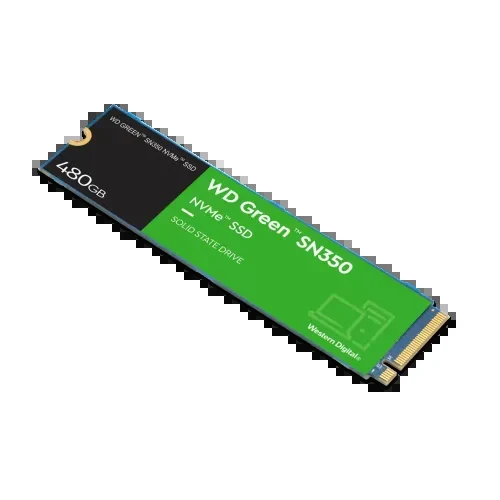 WD GREEN™ SN350 NVMe™ SSD
480GB
WD Green™ SN350
NVMe™ SSD
SOLID STATE DRIVE
Western Digital®